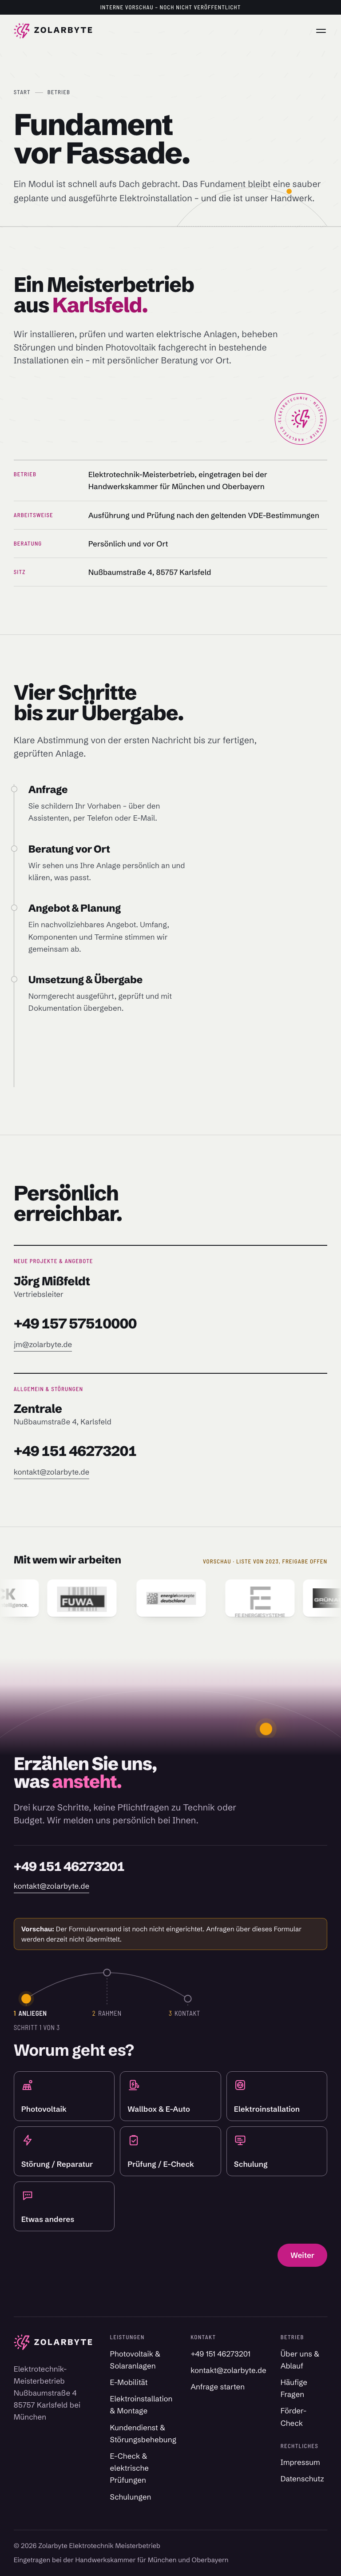 INTERNE VORSCHAU – NOCH NICHT VERÖFFENTLICHT
ZOLARBYTE
START — BETRIEB
Fundament
vor Fassade.
Ein Modul ist schnell aufs Dach gebracht. Das Fundament bleibt eine sauber
geplante und ausgeführte Elektroinstallation – und die ist unser Handwerk.
Ein Meisterbetrieb
aus Karlsfeld.
Wir installieren, prüfen und warten elektrische Anlagen, beheben
Störungen und binden Photovoltaik fachgerecht in bestehende
Installationen ein – mit persönlicher Beratung vor Ort.
BETRIEB
Elektrotechnik-Meisterbetrieb, eingetragen bei der
Handwerkskammer für München und Oberbayern
ARBEITSWEISE
Ausführung und Prüfung nach den geltenden VDE-Bestimmungen
BERATUNG
Persönlich und vor Ort
SITZ
Nußbaumstraße 4, 85757 Karlsfeld
Vier Schritte
bis zur Übergabe.
Klare Abstimmung von der ersten Nachricht bis zur fertigen,
geprüften Anlage.
Anfrage
Sie schildern Ihr Vorhaben – über den
Assistenten, per Telefon oder E-Mail.
Beratung vor Ort
Wir sehen uns Ihre Anlage persönlich an und
klären, was passt.
Angebot & Planung
Ein nachvollziehbares Angebot. Umfang,
Komponenten und Termine stimmen wir
gemeinsam ab.
Umsetzung & Übergabe
Normgerecht ausgeführt, geprüft und mit
Dokumentation übergeben.
Persönlich
erreichbar.
NEUE PROJEKTE & ANGEBOTE
Jörg Mißfeldt
Vertriebsleiter
+49 157 57510000
jm@zolarbyte.de
ALLGEMEIN & STÖRUNGEN
Zentrale
Nußbaumstraße 4, Karlsfeld
+49 151 46273201
kontakt@zolarbyte.de
Mit wem wir arbeiten
VORSCHAU · LISTE VON 2023, FREIGABE OFFEN
FUWA
energiekonzepte
deutschland
FE ENERGIESYSTEME
Erzählen Sie uns,
was ansteht.
Drei kurze Schritte, keine Pflichtfragen zu Technik oder
Budget. Wir melden uns persönlich bei Ihnen.
+49 151 46273201
kontakt@zolarbyte.de
Vorschau: Der Formularversand ist noch nicht eingerichtet. Anfragen über dieses Formular
werden derzeit nicht übermittelt.
1 ANLIEGEN
2 RAHMEN
3 KONTAKT
SCHRITT 1 VON 3
Worum geht es?
Photovoltaik
Wallbox & E-Auto
Elektroinstallation
Störung / Reparatur
Prüfung / E-Check
Schulung
Etwas anderes
Weiter
ZOLARBYTE
Elektrotechnik-
Meisterbetrieb
Nußbaumstraße 4
85757 Karlsfeld bei
München
LEISTUNGEN
Photovoltaik &
Solaranlagen
E-Mobilität
Elektroinstallation
& Montage
Kundendienst &
Störungsbehebung
E-Check &
elektrische
Prüfungen
Schulungen
KONTAKT
+49 151 46273201
kontakt@zolarbyte.de
Anfrage starten
BETRIEB
Über uns &
Ablauf
Häufige
Fragen
Förder-
Check
RECHTLICHES
Impressum
Datenschutz
© 2026 Zolarbyte Elektrotechnik Meisterbetrieb
Eingetragen bei der Handwerkskammer für München und Oberbayern